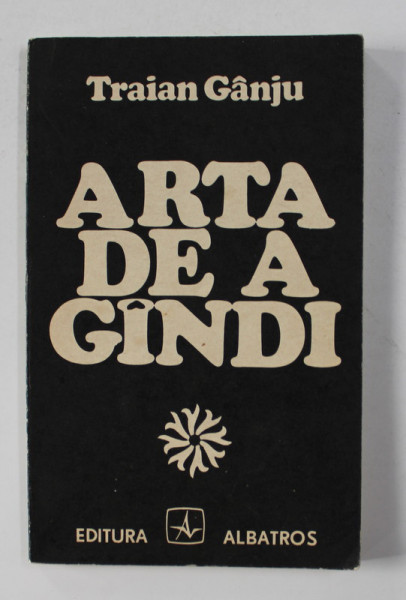 Traian Gânju
ARTA
DE A
GÎNDI
EDITURA ALBATROS